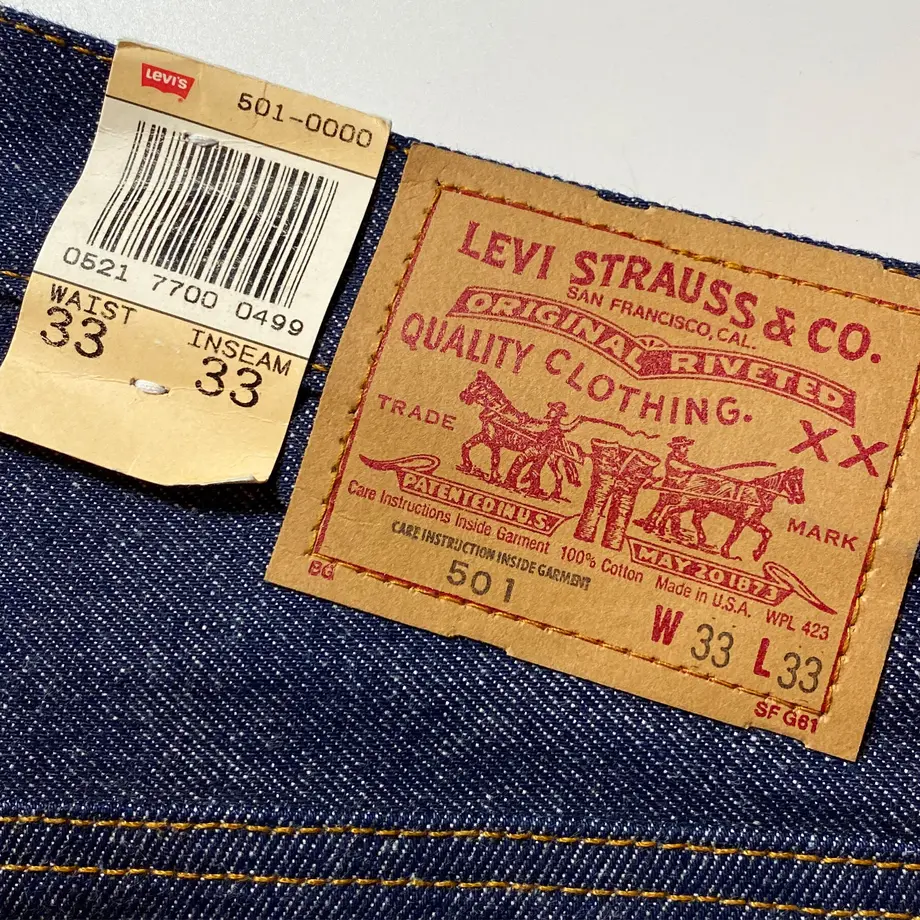 LEVI'S
501-0000
0521 7700 0499
WAIST INSEAM
33 33
LEVI STRAUSS & CO.
SAN FRANCISCO, CAL.
ORIGINAL RIVETED
QUALITY CLOTHING.
XX
TRADE MARK
PATENTED IN U.S.
MAY 20 1873
Care Instructions Inside Garment 100% Cotton Made in U.S.A. WPL 423
CARE INSTRUCTION INSIDE GARMENT
BG
501
W 33 L 33
SF G61